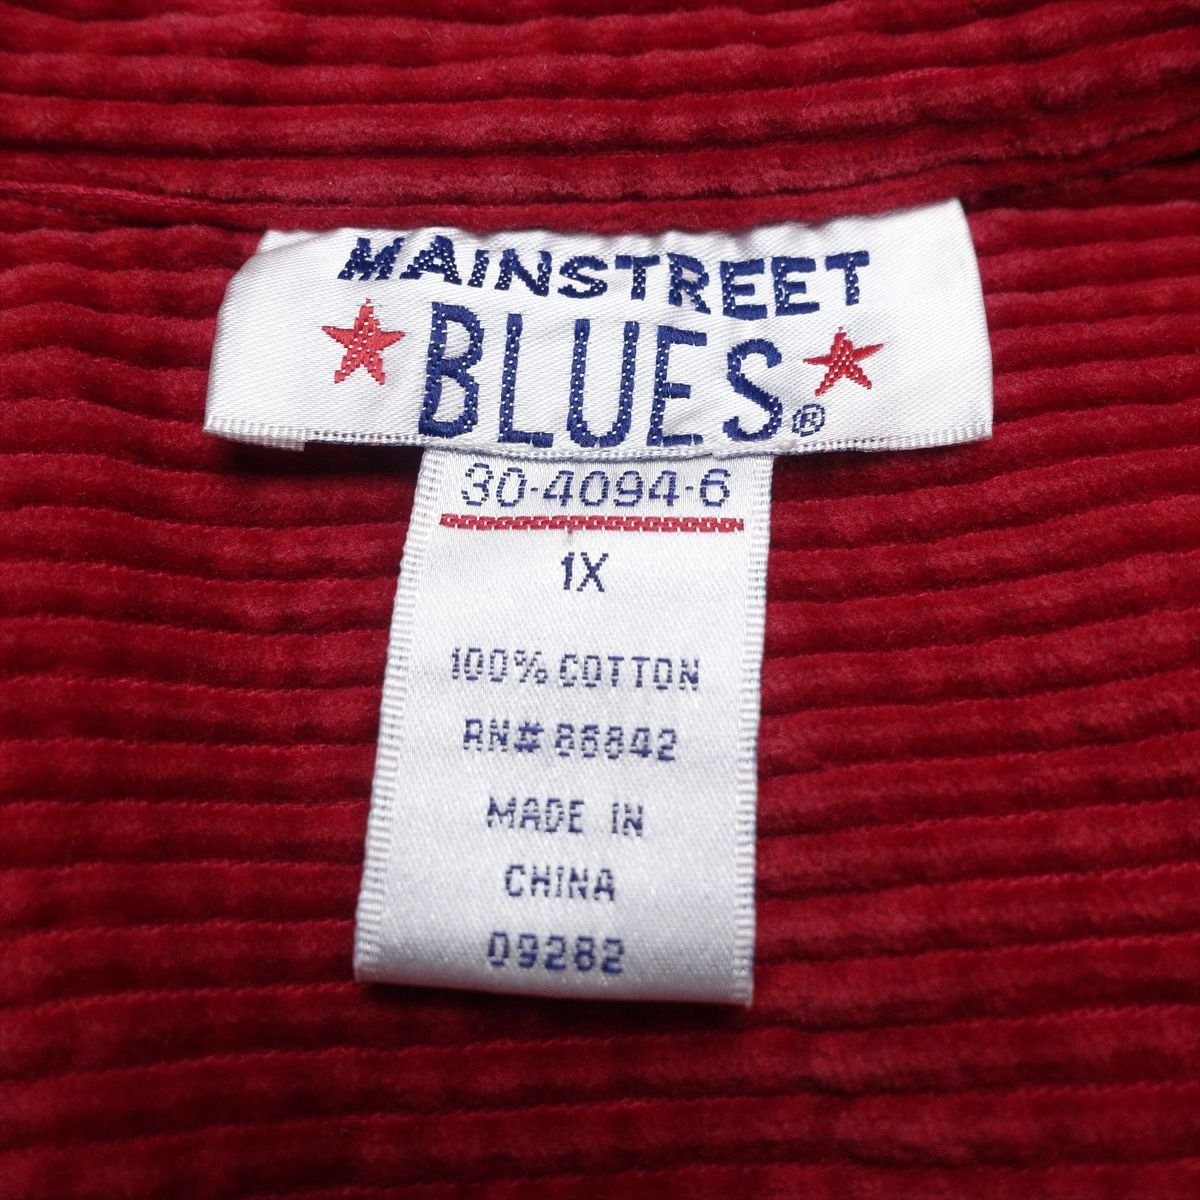 MAINSTREET
BLUES®
30-4094-6
1X
100% COTTON
RN# 86842
MADE IN
CHINA
09282